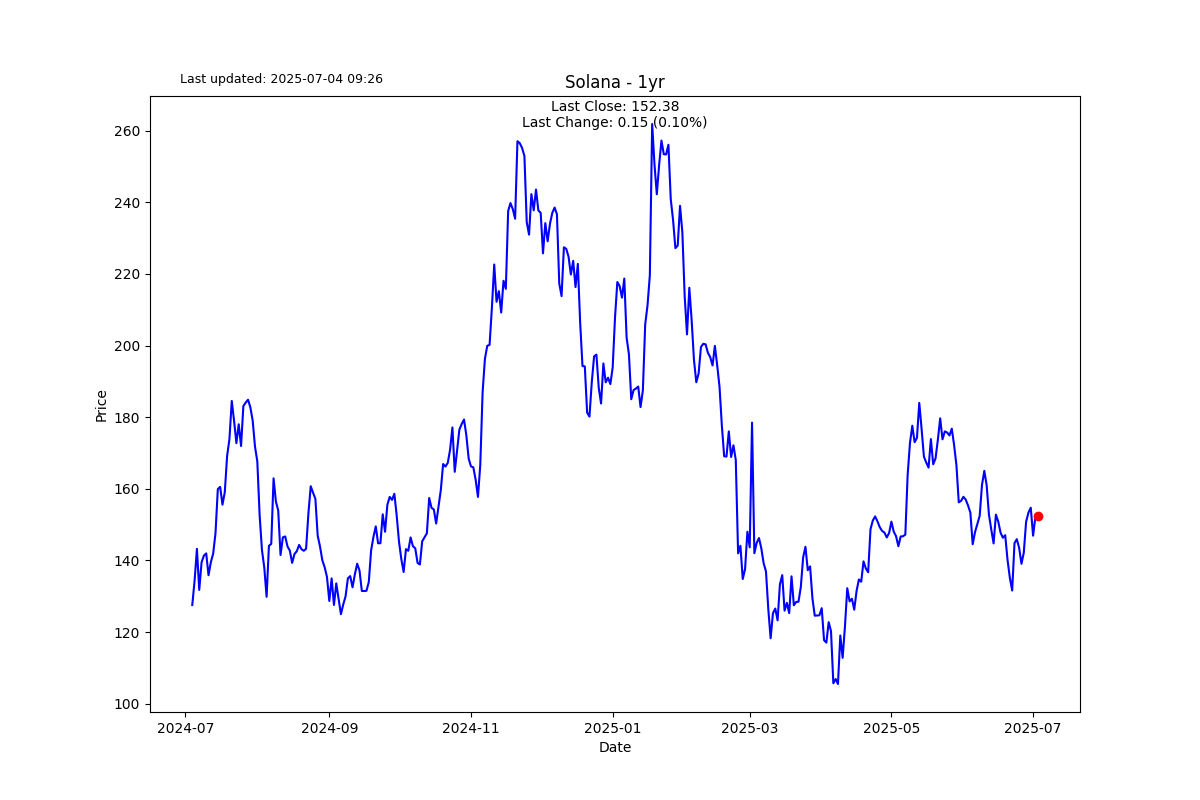 Last updated: 2025-07-04 09:26
Solana - 1yr
Last Close: 152.38
Last Change: 0.15 (0.10%)
260
240
220
200
180
160
140
120
100
Price
2024-07
2024-09
2024-11
2025-01
2025-03
2025-05
2025-07
Date